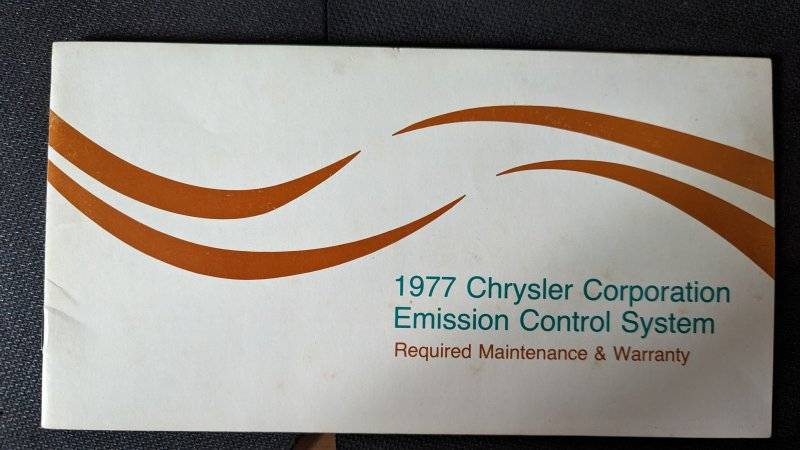 1977 Chrysler Corporation
Emission Control System
Required Maintenance & Warranty